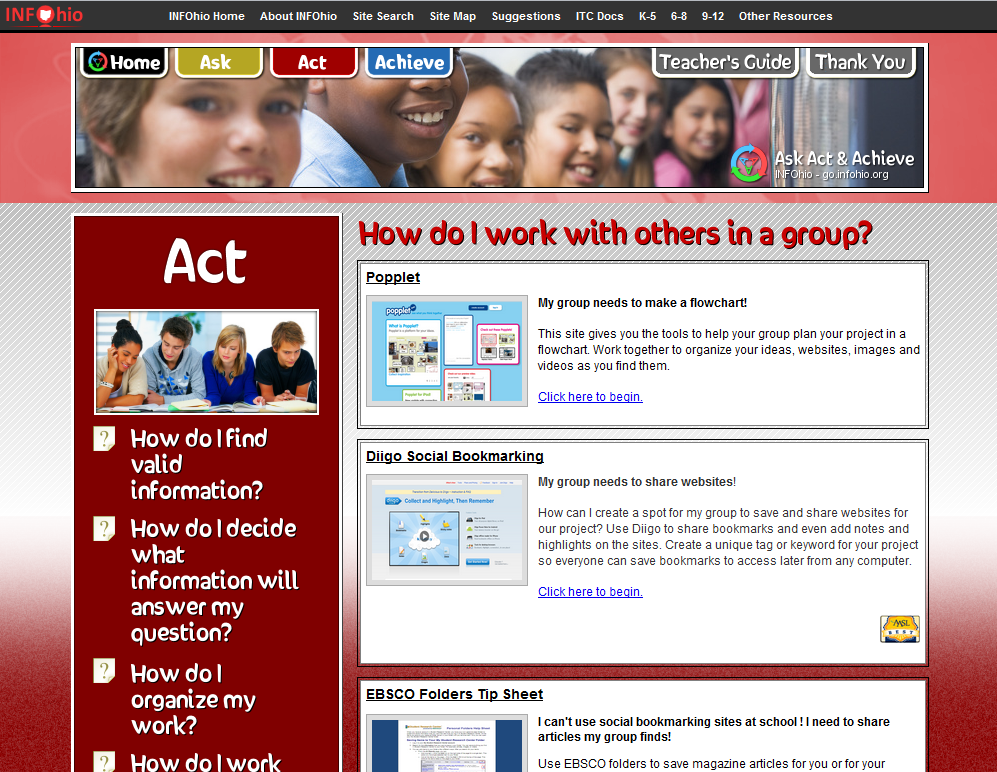 INFOhio
INFOhio Home About INFOhio Site Search Site Map Suggestions ITC Docs K-5 6-8 9-12 Other Resources
Home Ask Act Achieve Teacher's Guide Thank You
Ask Act & Achieve
INFOhio - go.infohio.org
Act
? How do I find
valid
information?
? How do I decide
what
information will
answer my
question?
? How do I
organize my
work?
? How do I work
How do I work with others in a group?
Popplet
popplet
What is Popplet?
My group needs to make a flowchart!
This site gives you the tools to help your group plan your project in a
flowchart. Work together to organize your ideas, websites, images and
videos as you find them.
Click here to begin.
Diigo Social Bookmarking
diigo Collect and Highlight, Then Remember
My group needs to share websites!
How can I create a spot for my group to save and share websites for
our project? Use Diigo to share bookmarks and even add notes and
highlights on the sites. Create a unique tag or keyword for your project
so everyone can save bookmarks to access later from any computer.
Click here to begin.
AASL
BEST
EBSCO Folders Tip Sheet
I can't use social bookmarking sites at school ! I need to share
articles my group finds!
Use EBSCO folders to save magazine articles for you or for your